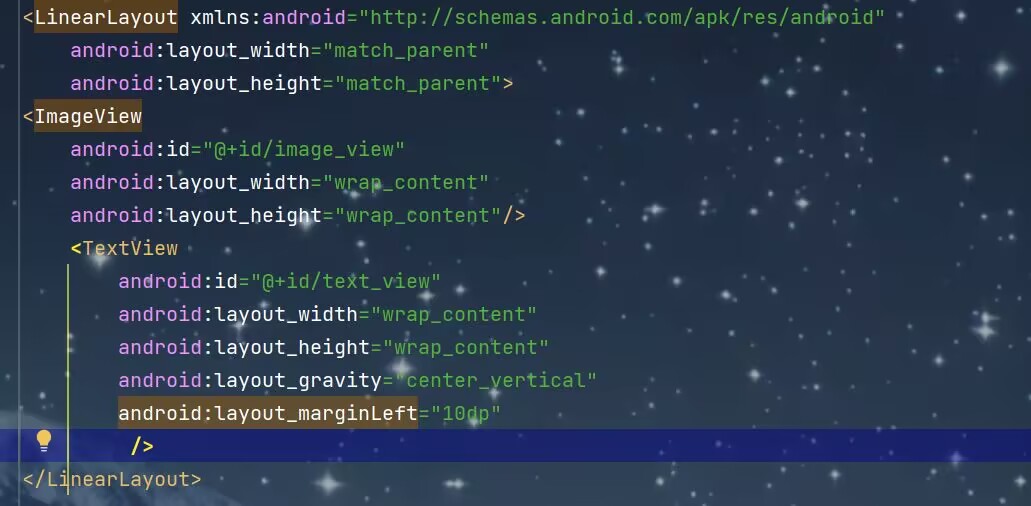 <LinearLayout xmlns:android="http://schemas.android.com/apk/res/android"
    android:layout_width="match_parent"
    android:layout_height="match_parent">
<ImageView
    android:id="@+id/image_view"
    android:layout_width="wrap_content"
    android:layout_height="wrap_content"/>
    <TextView
        android:id="@+id/text_view"
        android:layout_width="wrap_content"
        android:layout_height="wrap_content"
        android:layout_gravity="center_vertical"
        android:layout_marginLeft="10dp"
         />
</LinearLayout>